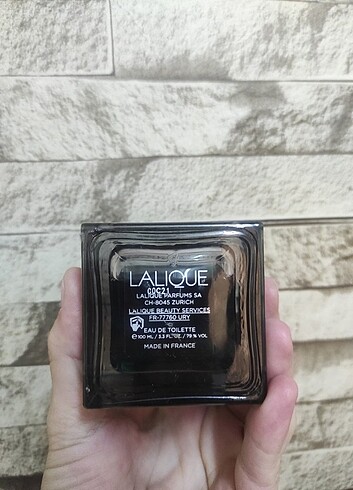 LALIQUE
00C21
LALIQUE PARFUMS SA
CH-8045 ZURICH
LALIQUE BEAUTY SERVICES
FR-77760 URY
EAU DE TOILETTE
℮ 100 ML / 3.3 FL. OZ. / 79 % VOL
MADE IN FRANCE